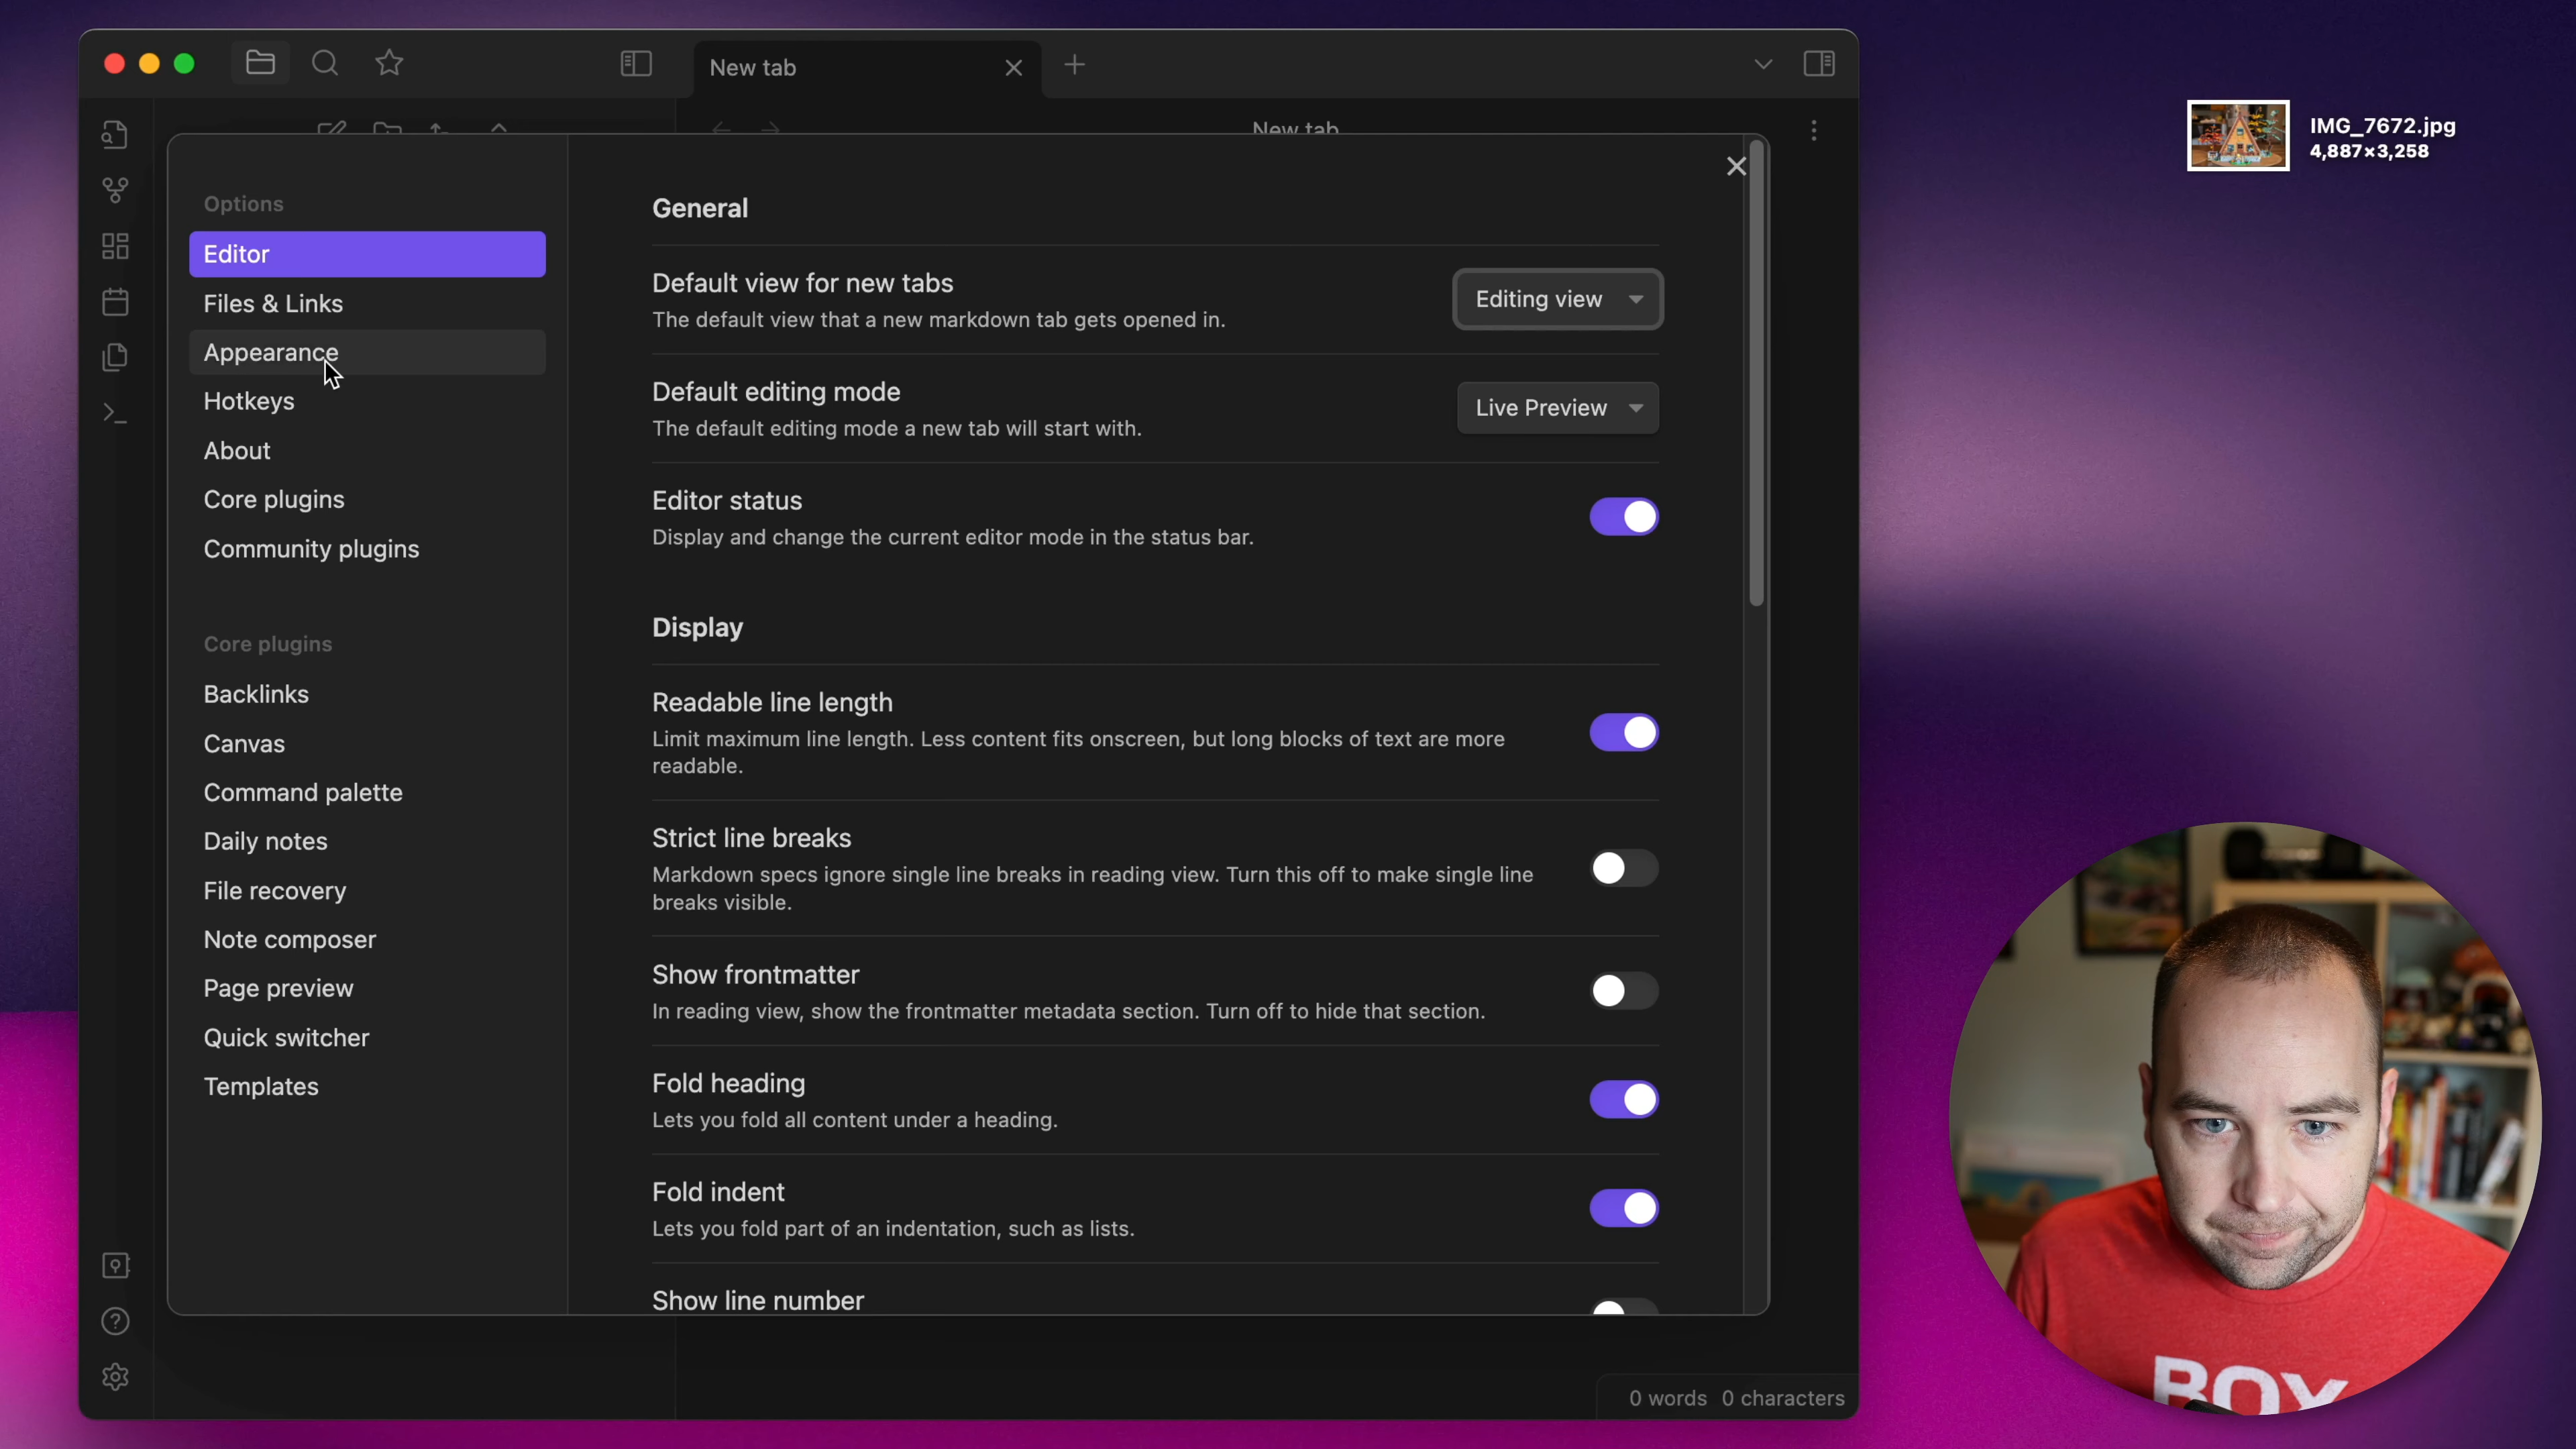 New tab
IMG_7672.jpg
4,887×3,258
New tab
Options
Editor
Files & Links
Appearance
Hotkeys
About
Core plugins
Community plugins
Core plugins
Backlinks
Canvas
Command palette
Daily notes
File recovery
Note composer
Page preview
Quick switcher
Templates
General
Default view for new tabs
The default view that a new markdown tab gets opened in.
Editing view
Default editing mode
The default editing mode a new tab will start with.
Live Preview
Editor status
Display and change the current editor mode in the status bar.
Display
Readable line length
Limit maximum line length. Less content fits onscreen, but long blocks of text are more
readable.
Strict line breaks
Markdown specs ignore single line breaks in reading view. Turn this off to make single line
breaks visible.
Show frontmatter
In reading view, show the frontmatter metadata section. Turn off to hide that section.
Fold heading
Lets you fold all content under a heading.
Fold indent
Lets you fold part of an indentation, such as lists.
Show line number
0 words 0 characters
BOX